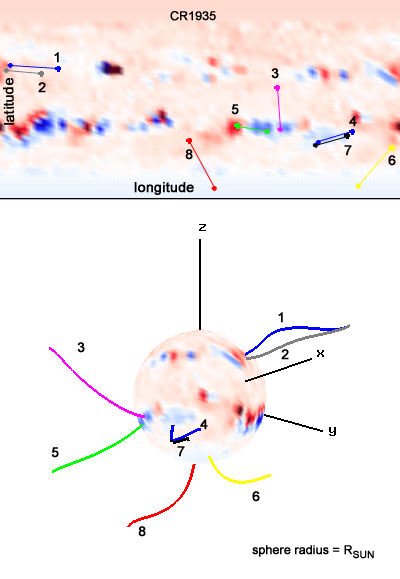 CR1935
1
2
3
4
5
6
7
8
latitude
longitude
z
1
2
x
3
y
4
7
5
6
8
sphere radius = R_SUN